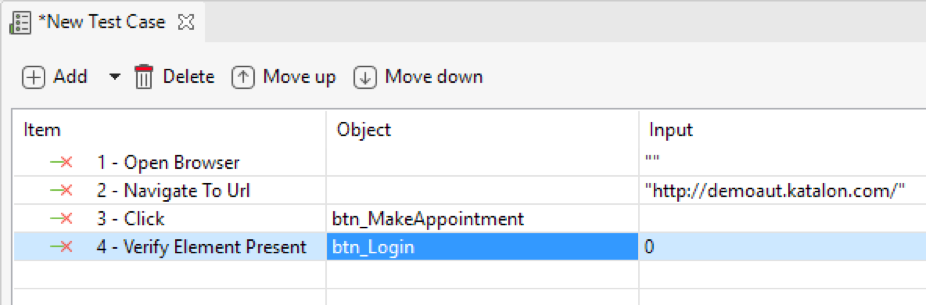 *New Test Case
Add Delete Move up Move down
Item Object Input
1 - Open Browser ""
2 - Navigate To Url "http://demoaut.katalon.com/"
3 - Click btn_MakeAppointment
4 - Verify Element Present btn_Login 0